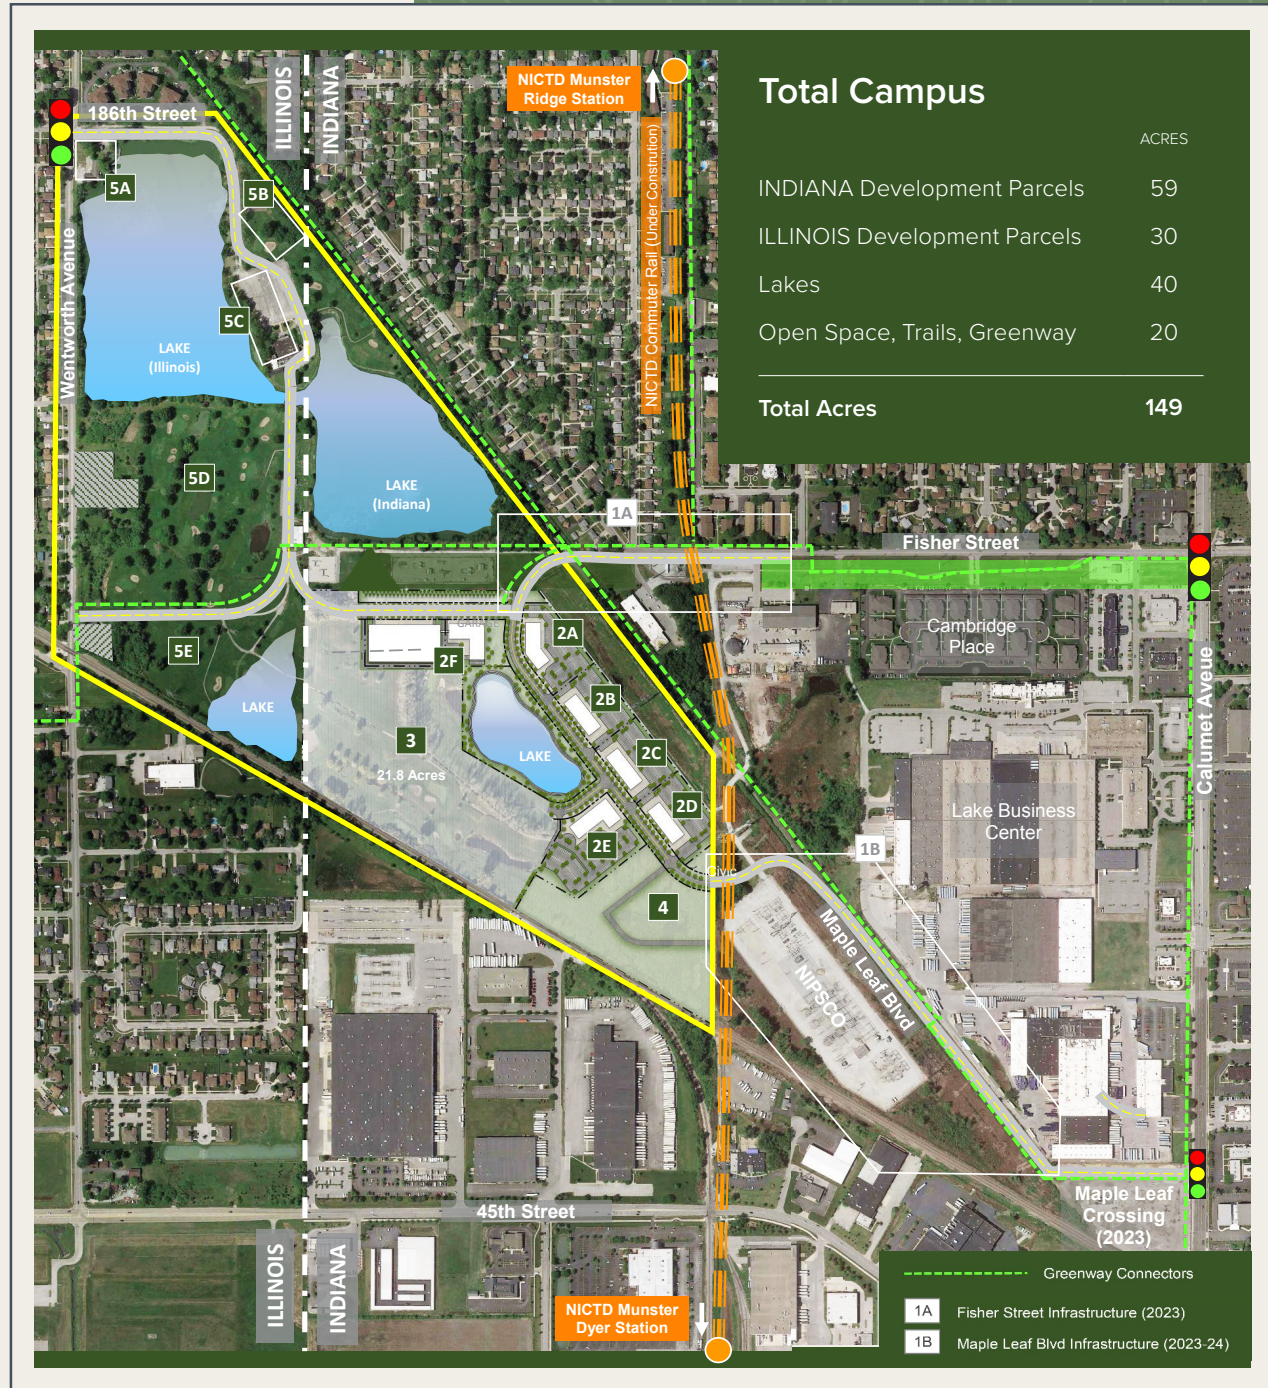 Total Campus
ACRES
INDIANA Development Parcels 59
ILLINOIS Development Parcels 30
Lakes 40
Open Space, Trails, Greenway 20
Total Acres 149
ILLINOIS
INDIANA
NICTD Munster
Ridge Station
186th Street
5A
5B
NICTD Commuter Rail (Under Constrution)
Wentworth Avenue
5C
LAKE
(Illinois)
5D
LAKE
(Indiana)
1A
Fisher Street
Cambridge
Place
2A
5E
2F
2B
LAKE
3
21.8 Acres
LAKE
2C
Calumet Avenue
2D
Lake Business
Center
2E
1B
Civic
4
Maple Leaf Blvd
NIPSCO
Maple Leaf
Crossing
(2023)
45th Street
ILLINOIS
INDIANA
NICTD Munster
Dyer Station
Greenway Connectors
1A Fisher Street Infrastructure (2023)
1B Maple Leaf Blvd Infrastructure (2023-24)